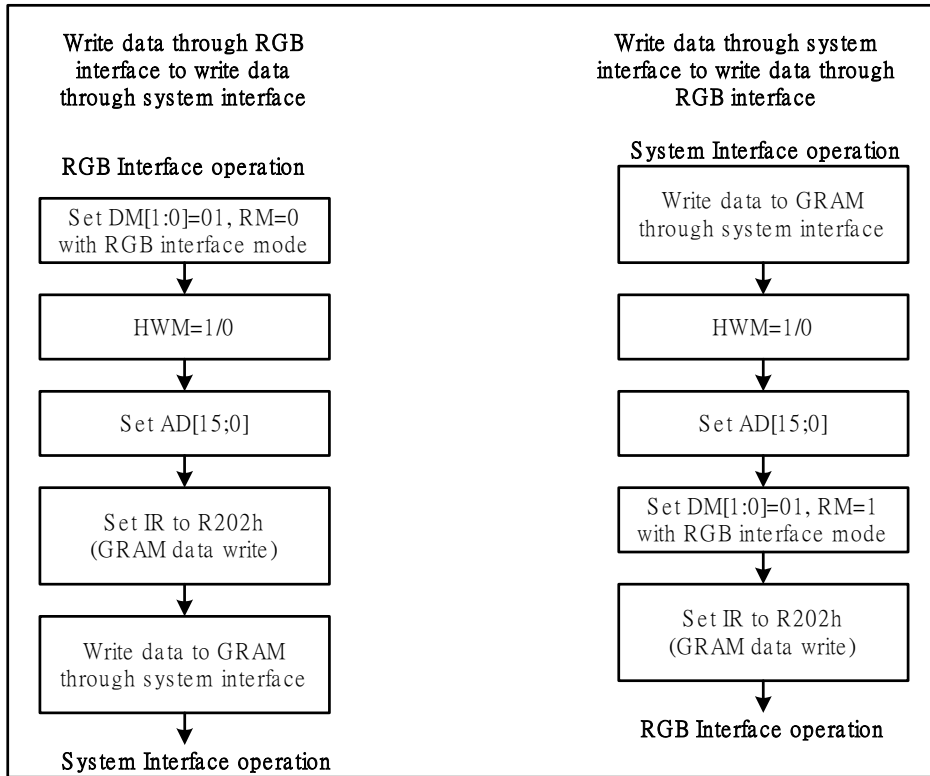 Write data through RGB
interface to write data
through system interface
RGB Interface operation
Set DM[1:0]=01, RM=0
with RGB interface mode
HWM=1/0
Set AD[15;0]
Set IR to R202h
(GRAM data write)
Write data to GRAM
through system interface
System Interface operation
Write data through system
interface to write data through
RGB interface
System Interface operation
Write data to GRAM
through system interface
HWM=1/0
Set AD[15;0]
Set DM[1:0]=01, RM=1
with RGB interface mode
Set IR to R202h
(GRAM data write)
RGB Interface operation